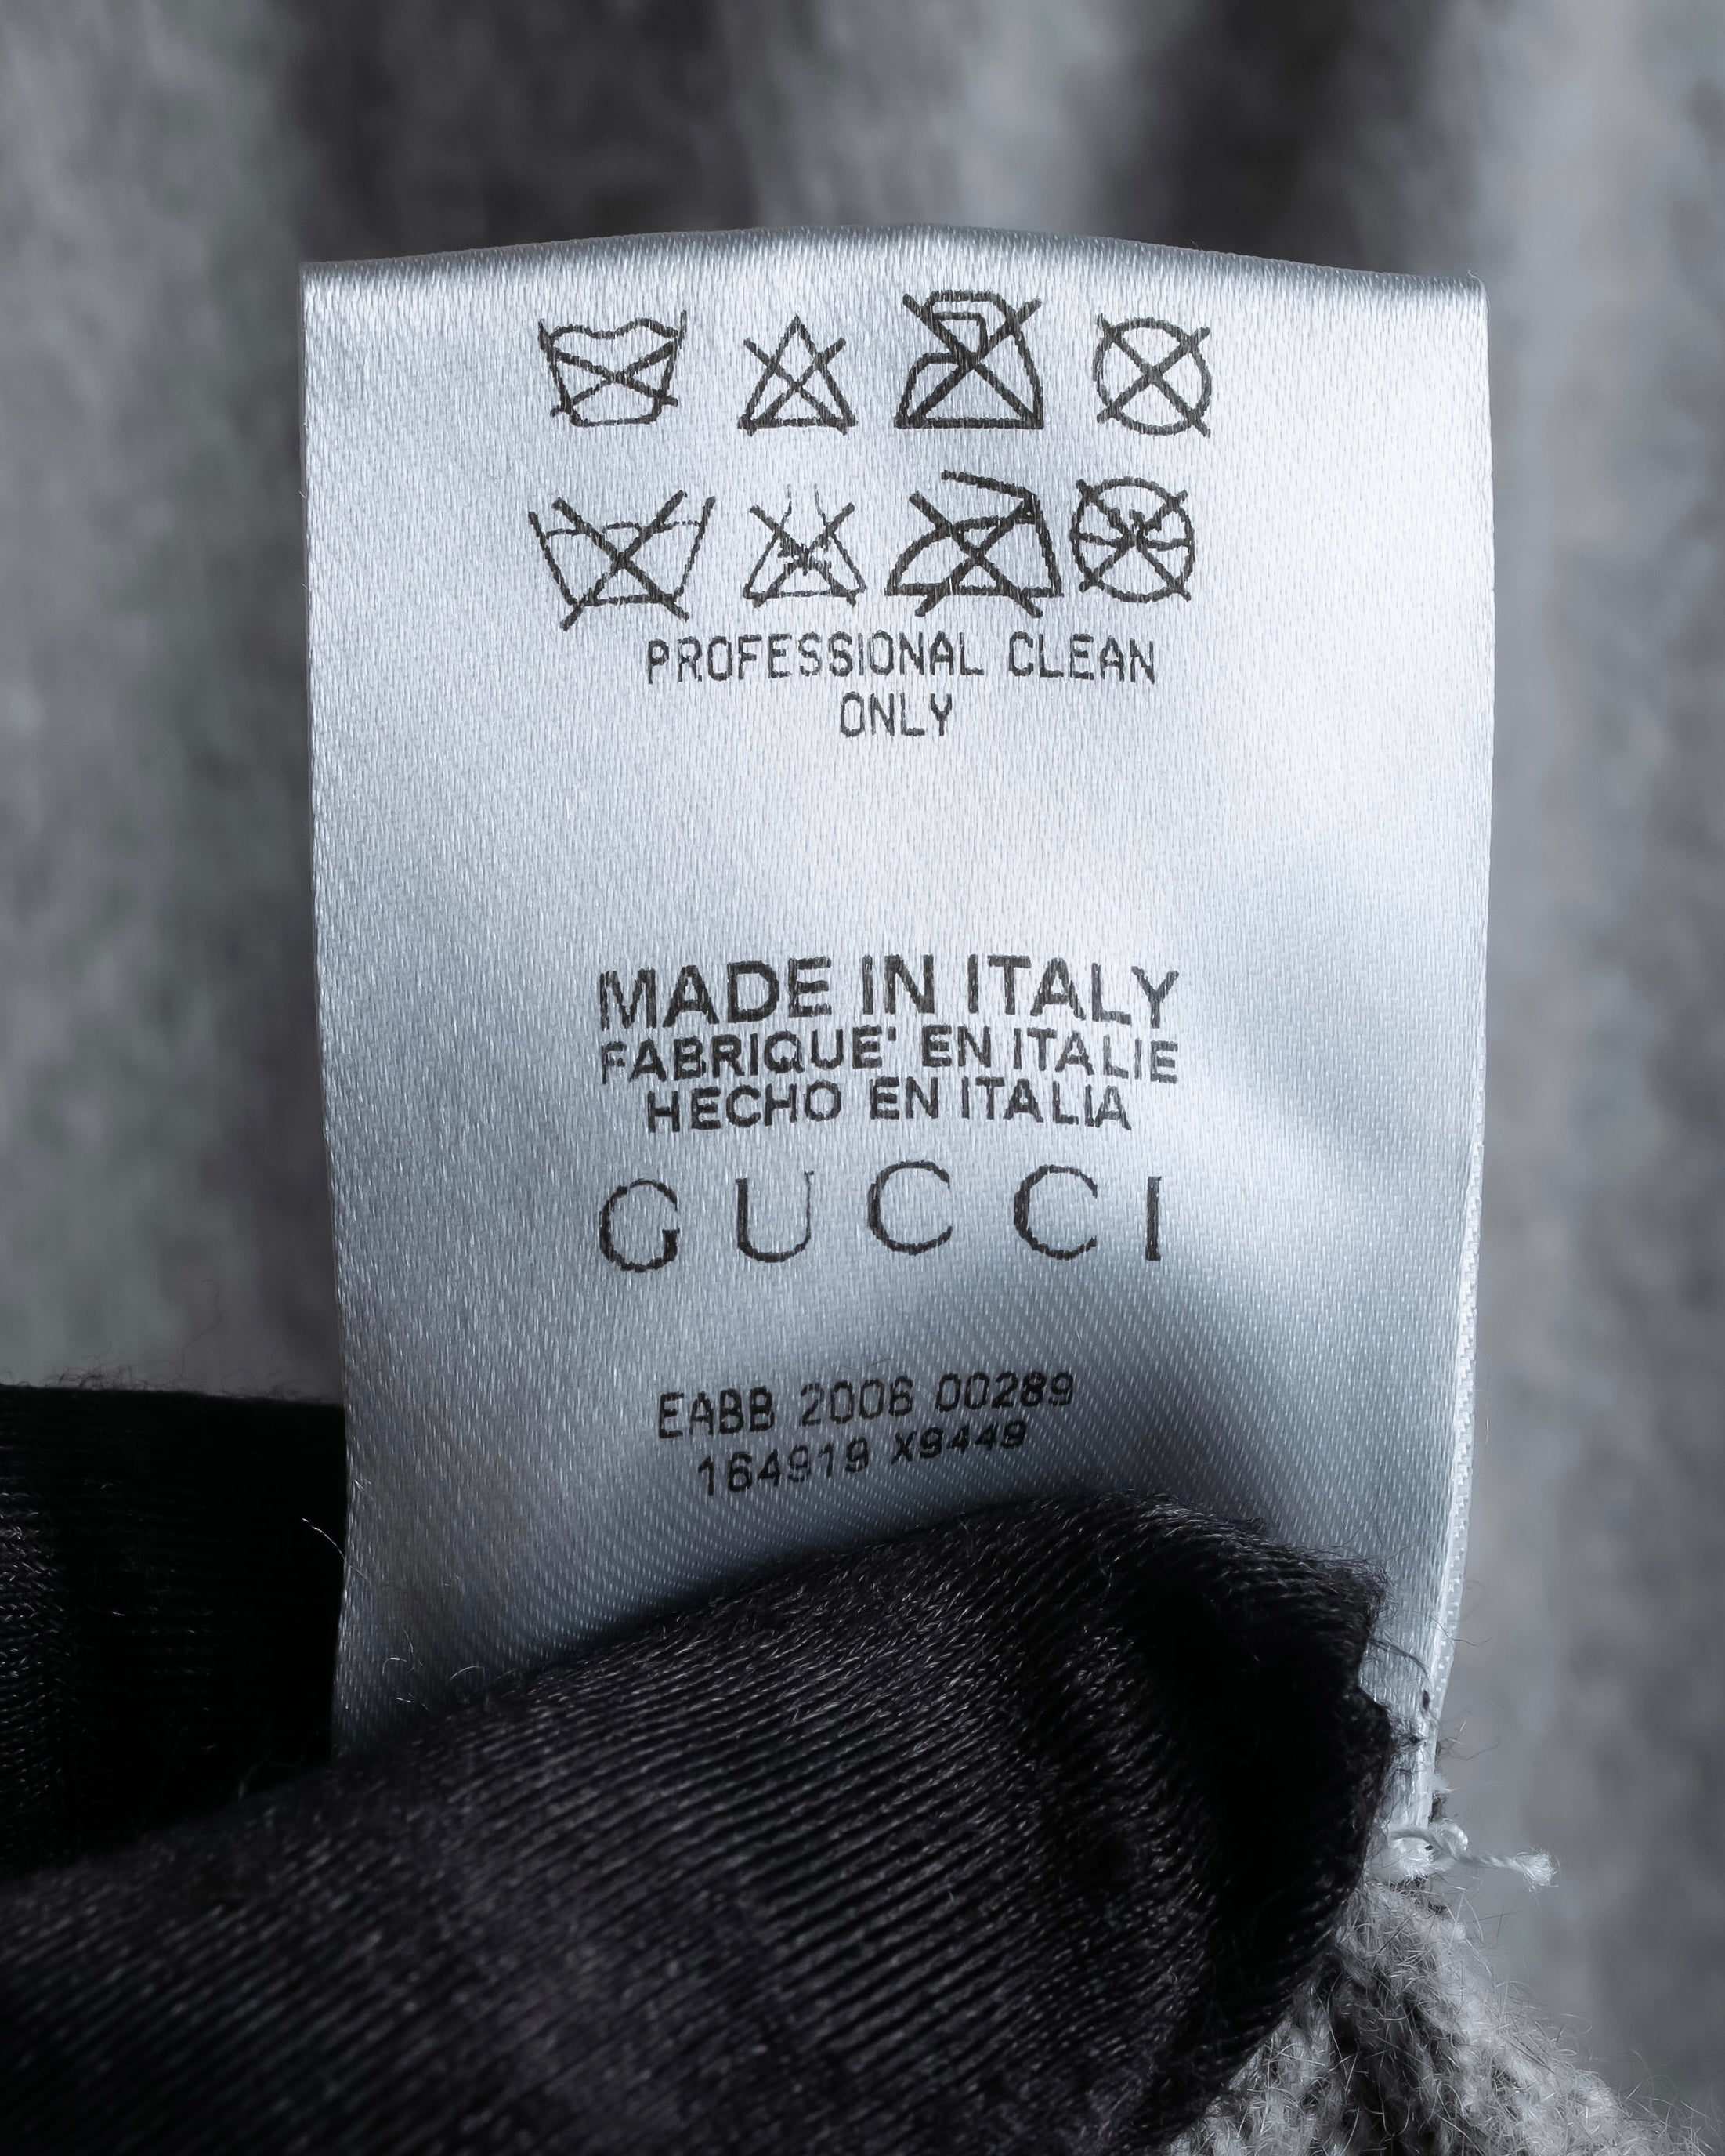 PROFESSIONAL CLEAN
ONLY
MADE IN ITALY
FABRIQUE' EN ITALIE
HECHO EN ITALIA
GUCCI
EABB 2006 00289
164919 X9449